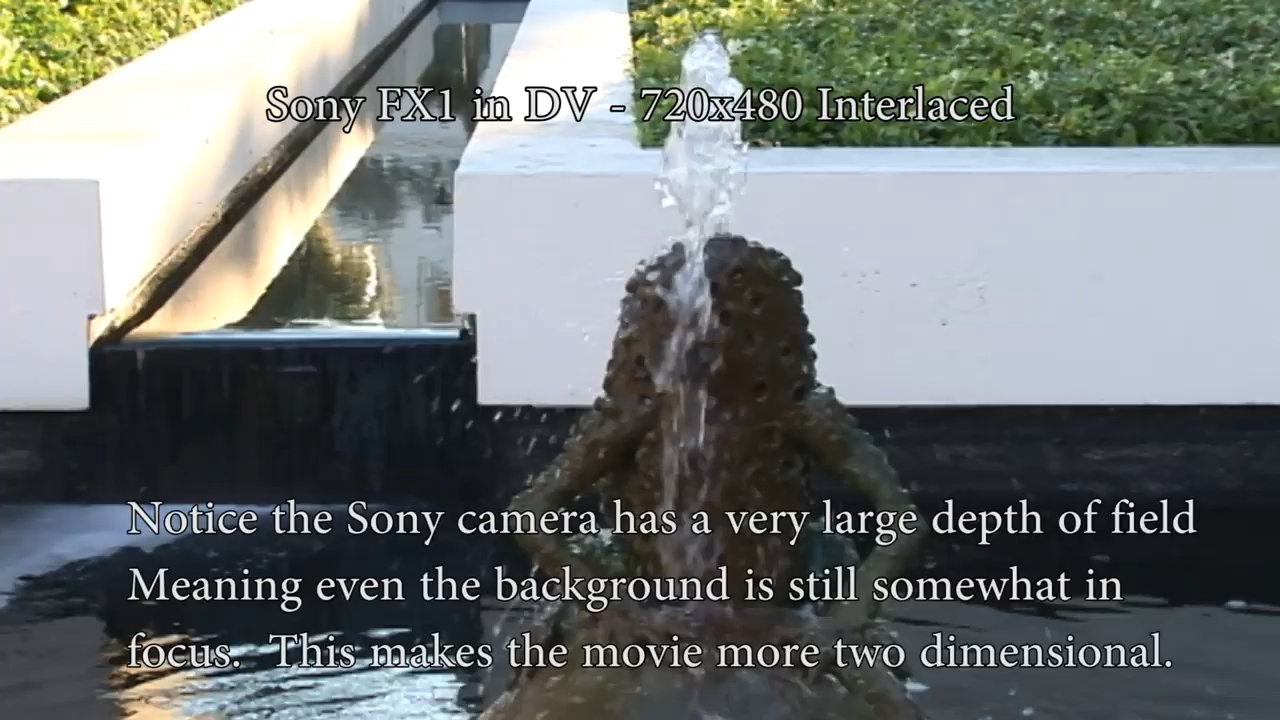 Sony FX1 in DV - 720x480 Interlaced
Notice the Sony camera has a very large depth of field
Meaning even the background is still somewhat in
focus.  This makes the movie more two dimensional.